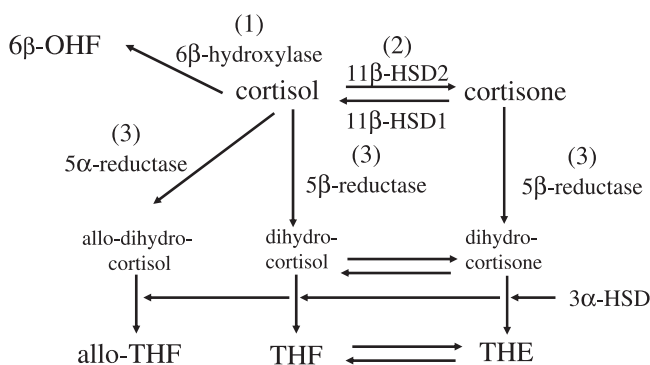 (1)
6β-OHF
6β-hydroxylase
(2)
11β-HSD2
cortisol
cortisone
11β-HSD1
(3)
5α-reductase
(3)
5β-reductase
(3)
5β-reductase
allo-dihydro-
cortisol
dihydro-
cortisol
dihydro-
cortisone
3α-HSD
allo-THF
THF
THE